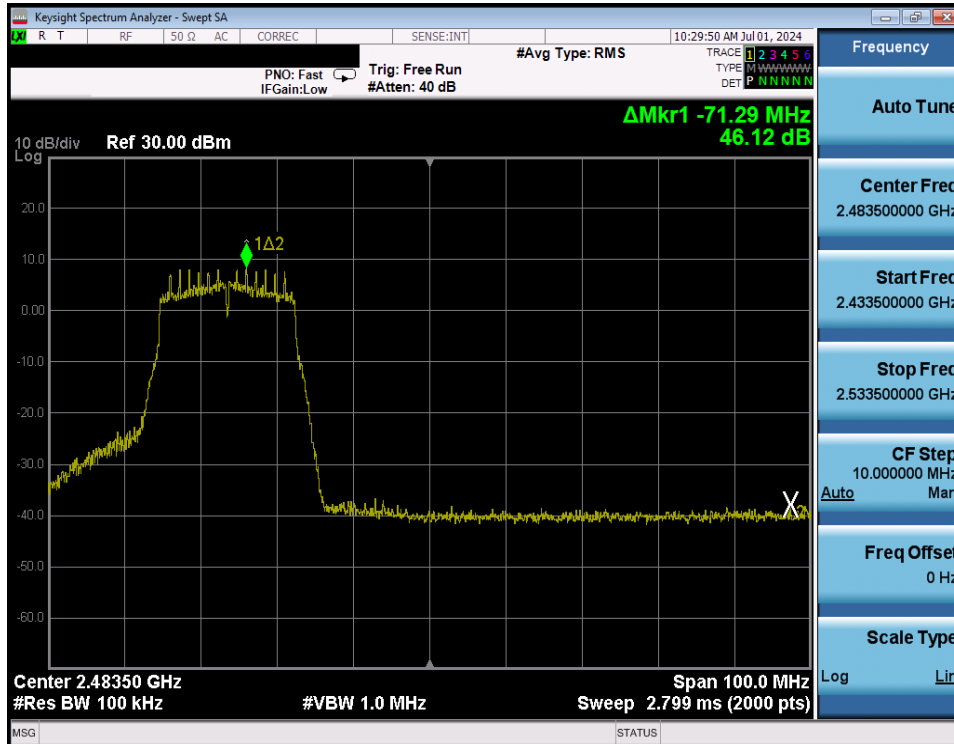 Keysight Spectrum Analyzer - Swept SA
LXI R T RF 50 Ω AC CORREC SENSE:INT 10:29:50 AM Jul 01, 2024
PNO: Fast
IFGain:Low
Trig: Free Run
#Atten: 40 dB
#Avg Type: RMS
TRACE 1 2 3 4 5 6
TYPE M W W W W W
DET P N N N N N
ΔMkr1 -71.29 MHz
46.12 dB
10 dB/div
Log
Ref 30.00 dBm
20.0
10.0
0.00
-10.0
-20.0
-30.0
-40.0
-50.0
-60.0
1Δ2
X2
Center 2.48350 GHz
#Res BW 100 kHz
#VBW 1.0 MHz
Span 100.0 MHz
Sweep 2.799 ms (2000 pts)
MSG
STATUS
Frequency
Auto Tune
Center Freq
2.483500000 GHz
Start Freq
2.433500000 GHz
Stop Freq
2.533500000 GHz
CF Step
10.000000 MHz
Auto Man
Freq Offset
0 Hz
Scale Type
Log Lin